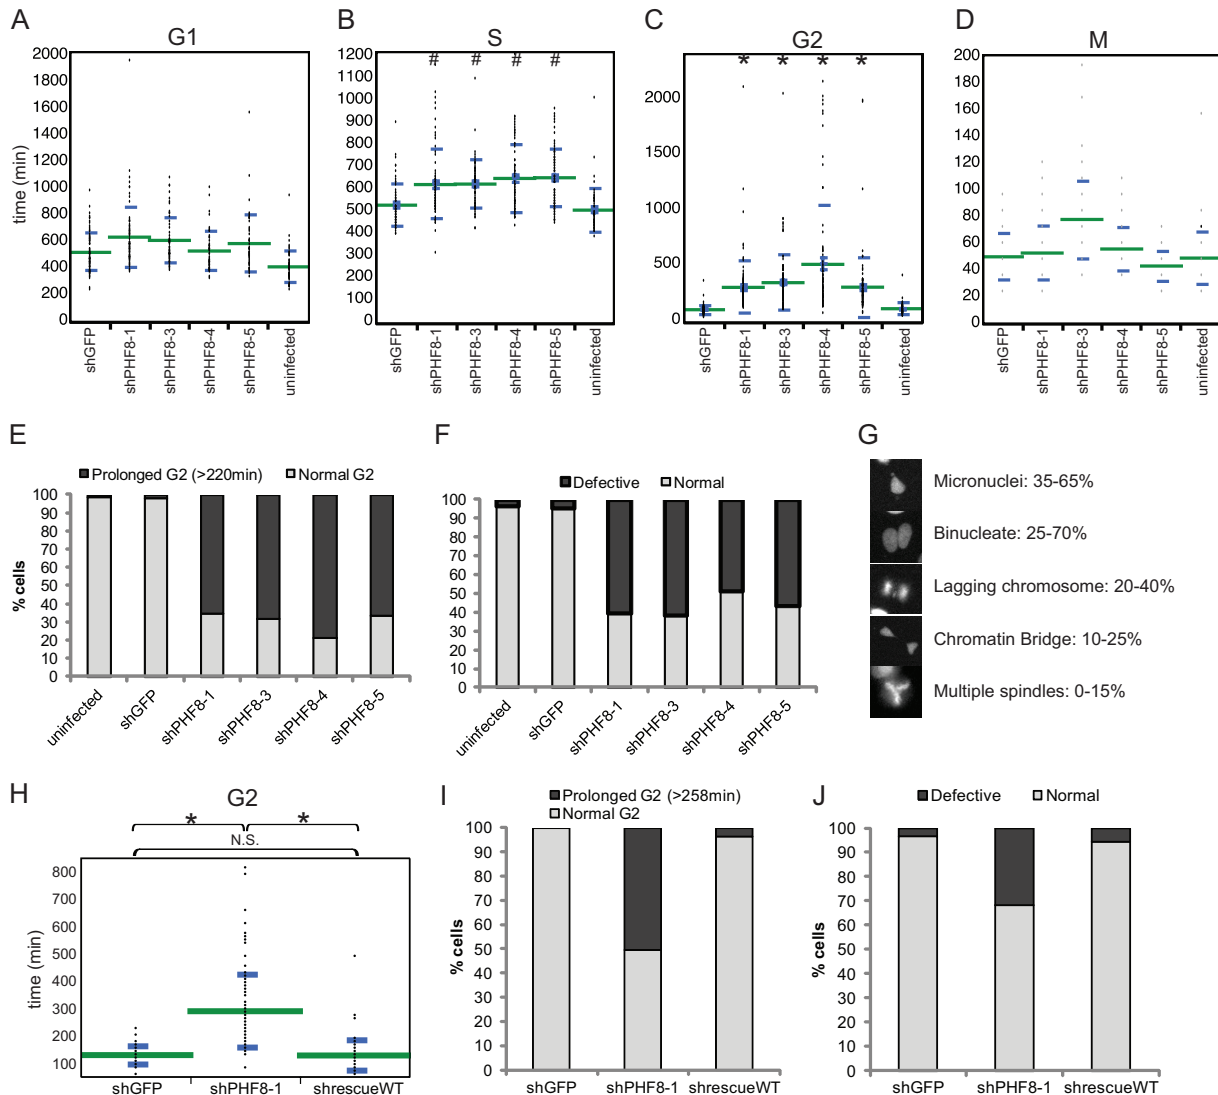 A
G1
time (min)
2000
1800
1600
1400
1200
1000
800
600
400
200
0
shGFP
shPHF8-1
shPHF8-3
shPHF8-4
shPHF8-5
uninfected
B
S
# # # #
1200
1100
1000
900
800
700
600
500
400
300
200
100
0
shGFP
shPHF8-1
shPHF8-3
shPHF8-4
shPHF8-5
uninfected
C
G2
* * * *
2000
1500
1000
500
0
shGFP
shPHF8-1
shPHF8-3
shPHF8-4
shPHF8-5
uninfected
D
M
200
180
160
140
120
100
80
60
40
20
0
shGFP
shPHF8-1
shPHF8-3
shPHF8-4
shPHF8-5
uninfected
E
Prolonged G2 (>220min) Normal G2
% cells
100
90
80
70
60
50
40
30
20
10
0
uninfected
shGFP
shPHF8-1
shPHF8-3
shPHF8-4
shPHF8-5
F
Defective Normal
100
90
80
70
60
50
40
30
20
10
0
uninfected
shGFP
shPHF8-1
shPHF8-3
shPHF8-4
shPHF8-5
G
Micronuclei: 35-65%
Binucleate: 25-70%
Lagging chromosome: 20-40%
Chromatin Bridge: 10-25%
Multiple spindles: 0-15%
H
G2
* *
N.S.
time (min)
800
700
600
500
400
300
200
100
shGFP shPHF8-1 shrescueWT
I
Prolonged G2 (>258min)
Normal G2
% cells
100
90
80
70
60
50
40
30
20
10
0
shGFP shPHF8-1 shrescueWT
J
Defective Normal
% cells
100
90
80
70
60
50
40
30
20
10
0
shGFP shPHF8-1 shrescueWT